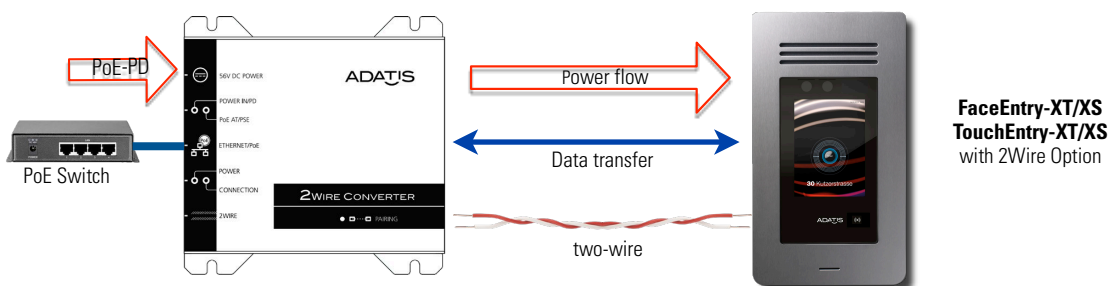 PoE-PD
PoE Switch
56V DC POWER
POWER IN/PD
PoE AT/PSE
PoE
ETHERNET/PoE
POWER
CONNECTION
2WIRE
ADATIS
2WIRE CONVERTER
PAIRING
Power flow
Data transfer
two-wire
30 Kutzerstrasse
ADATIS
FaceEntry-XT/XS
TouchEntry-XT/XS
with 2Wire Option